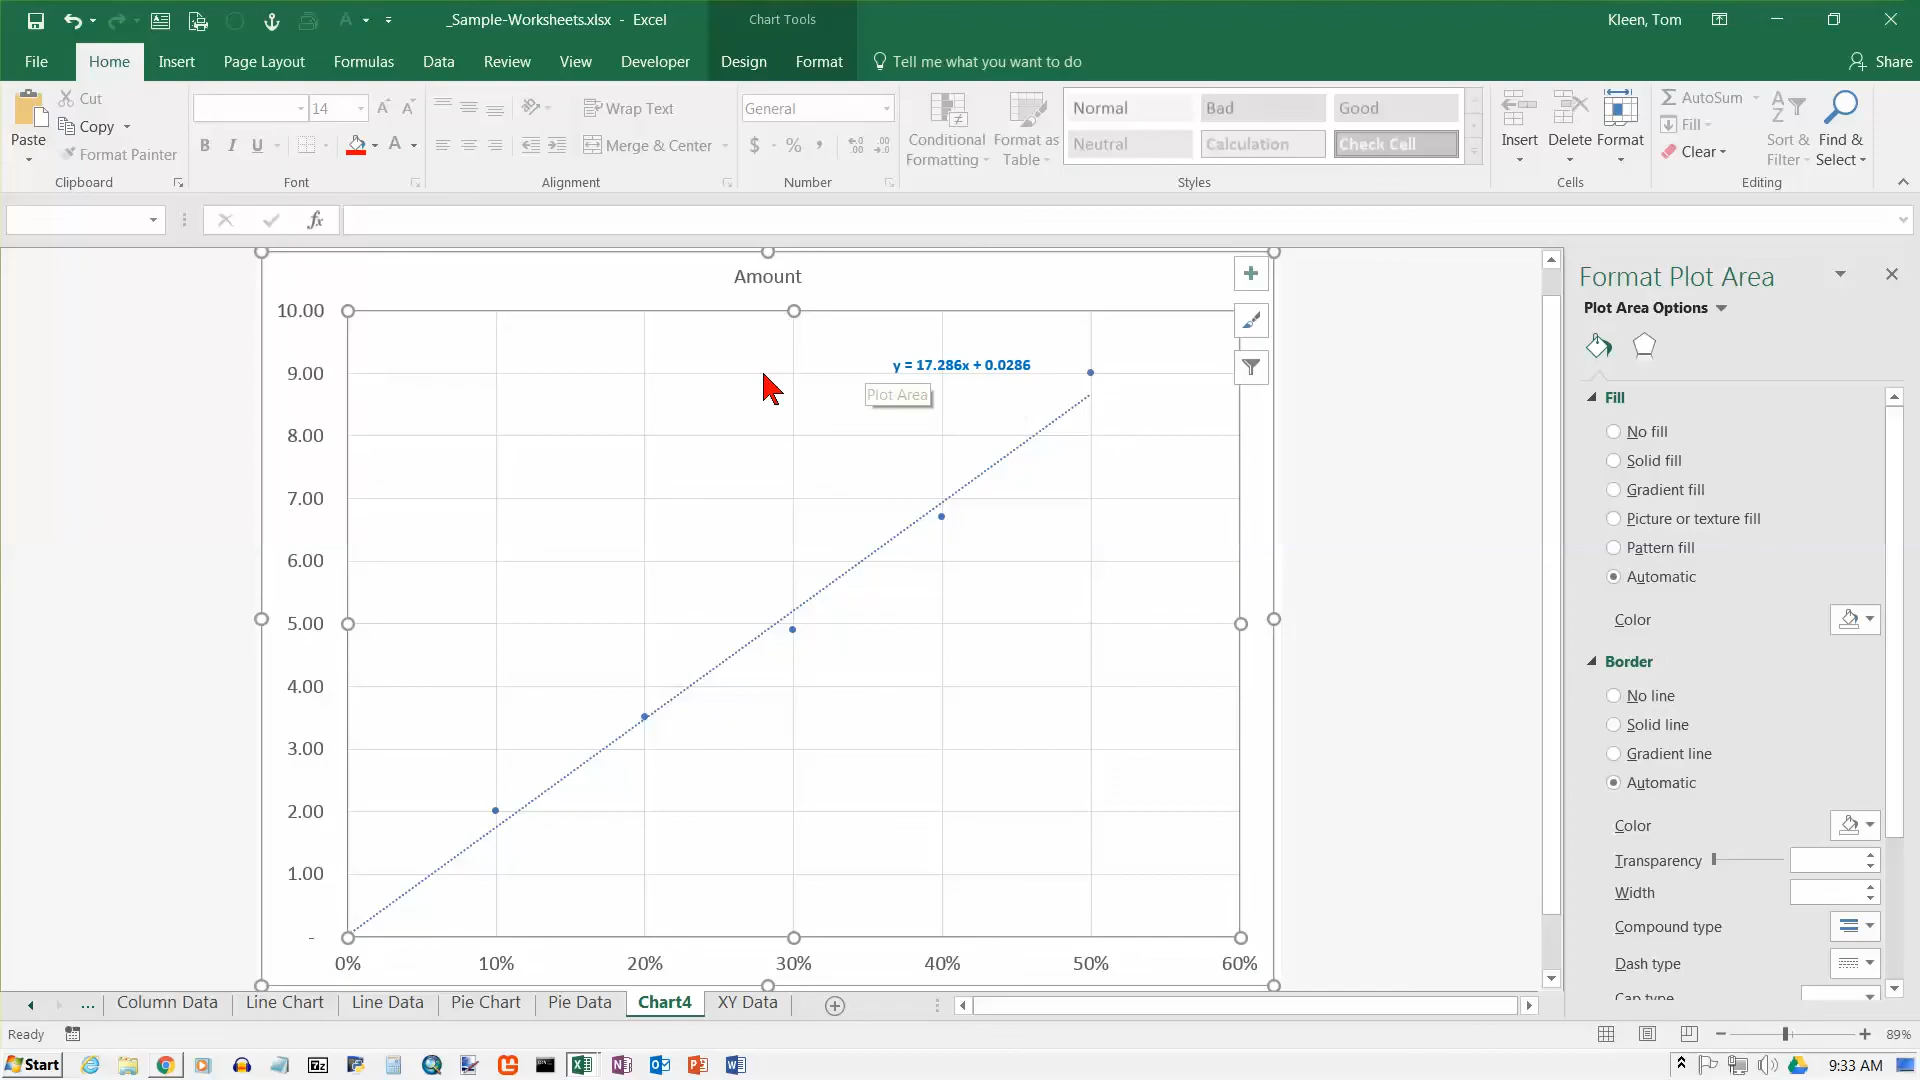 _Sample-Worksheets.xlsx - Excel
Chart Tools
Kleen, Tom
File
Home
Insert
Page Layout
Formulas
Data
Review
View
Developer
Design
Format
Tell me what you want to do
Share
Paste
Cut
Copy
Format Painter
Clipboard
14
B I U
Font
Wrap Text
Merge & Center
Alignment
General
$ % ,
Number
Conditional
Formatting
Format as
Table
Normal
Bad
Good
Neutral
Calculation
Check Cell
Styles
Insert
Delete
Format
Cells
AutoSum
Fill
Clear
Sort &
Filter
Find &
Select
Editing
fx
Amount
10.00
9.00
8.00
7.00
6.00
5.00
4.00
3.00
2.00
1.00
-
0%
10%
20%
30%
40%
50%
60%
y = 17.286x + 0.0286
Plot Area
Format Plot Area
Plot Area Options
Fill
No fill
Solid fill
Gradient fill
Picture or texture fill
Pattern fill
Automatic
Color
Border
No line
Solid line
Gradient line
Automatic
Color
Transparency
Width
Compound type
Dash type
Cap type
...
Column Data
Line Chart
Line Data
Pie Chart
Pie Data
Chart4
XY Data
Ready
89%
Start
9:33 AM